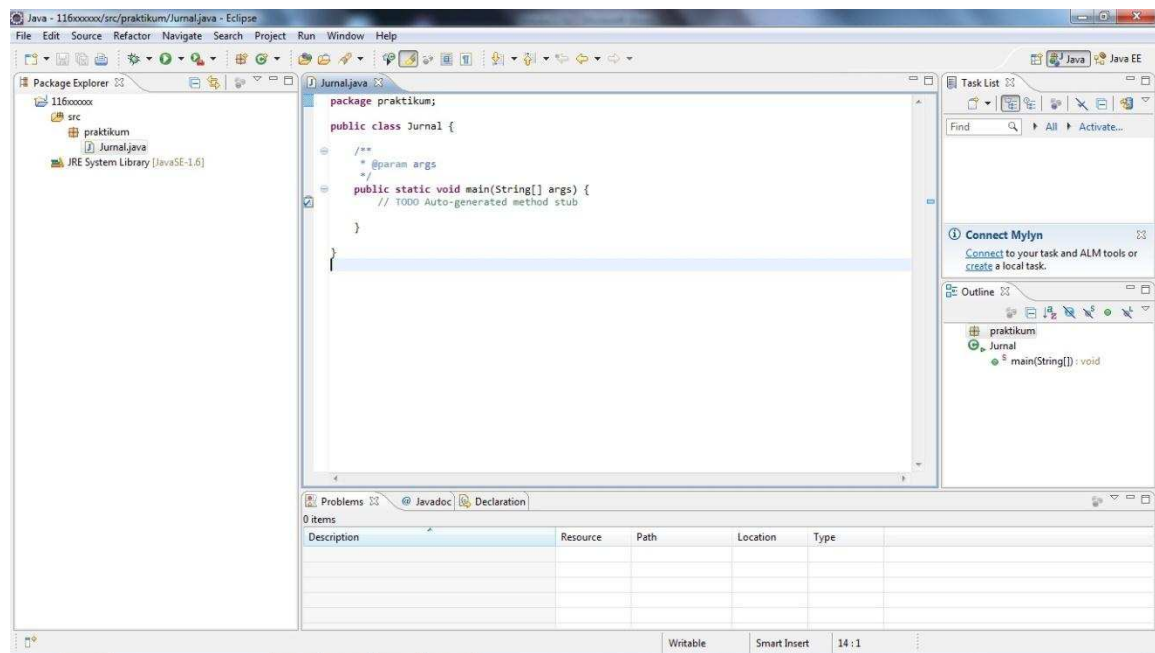 Java - 116xxxxxx/src/praktikum/Jurnal.java - Eclipse
File Edit Source Refactor Navigate Search Project Run Window Help
Java Java EE
Package Explorer
116xxxxxx
src
praktikum
Jurnal.java
JRE System Library [JavaSE-1.6]
Jurnal.java
package praktikum;
public class Jurnal {
/**
* @param args
*/
public static void main(String[] args) {
// TODO Auto-generated method stub
}
}
Task List
Find All Activate...
Connect Mylyn
Connect to your task and ALM tools or
create a local task.
Outline
praktikum
Jurnal
S main(String[]) : void
Problems @ Javadoc Declaration
0 items
Description Resource Path Location Type
Writable Smart Insert 14 : 1